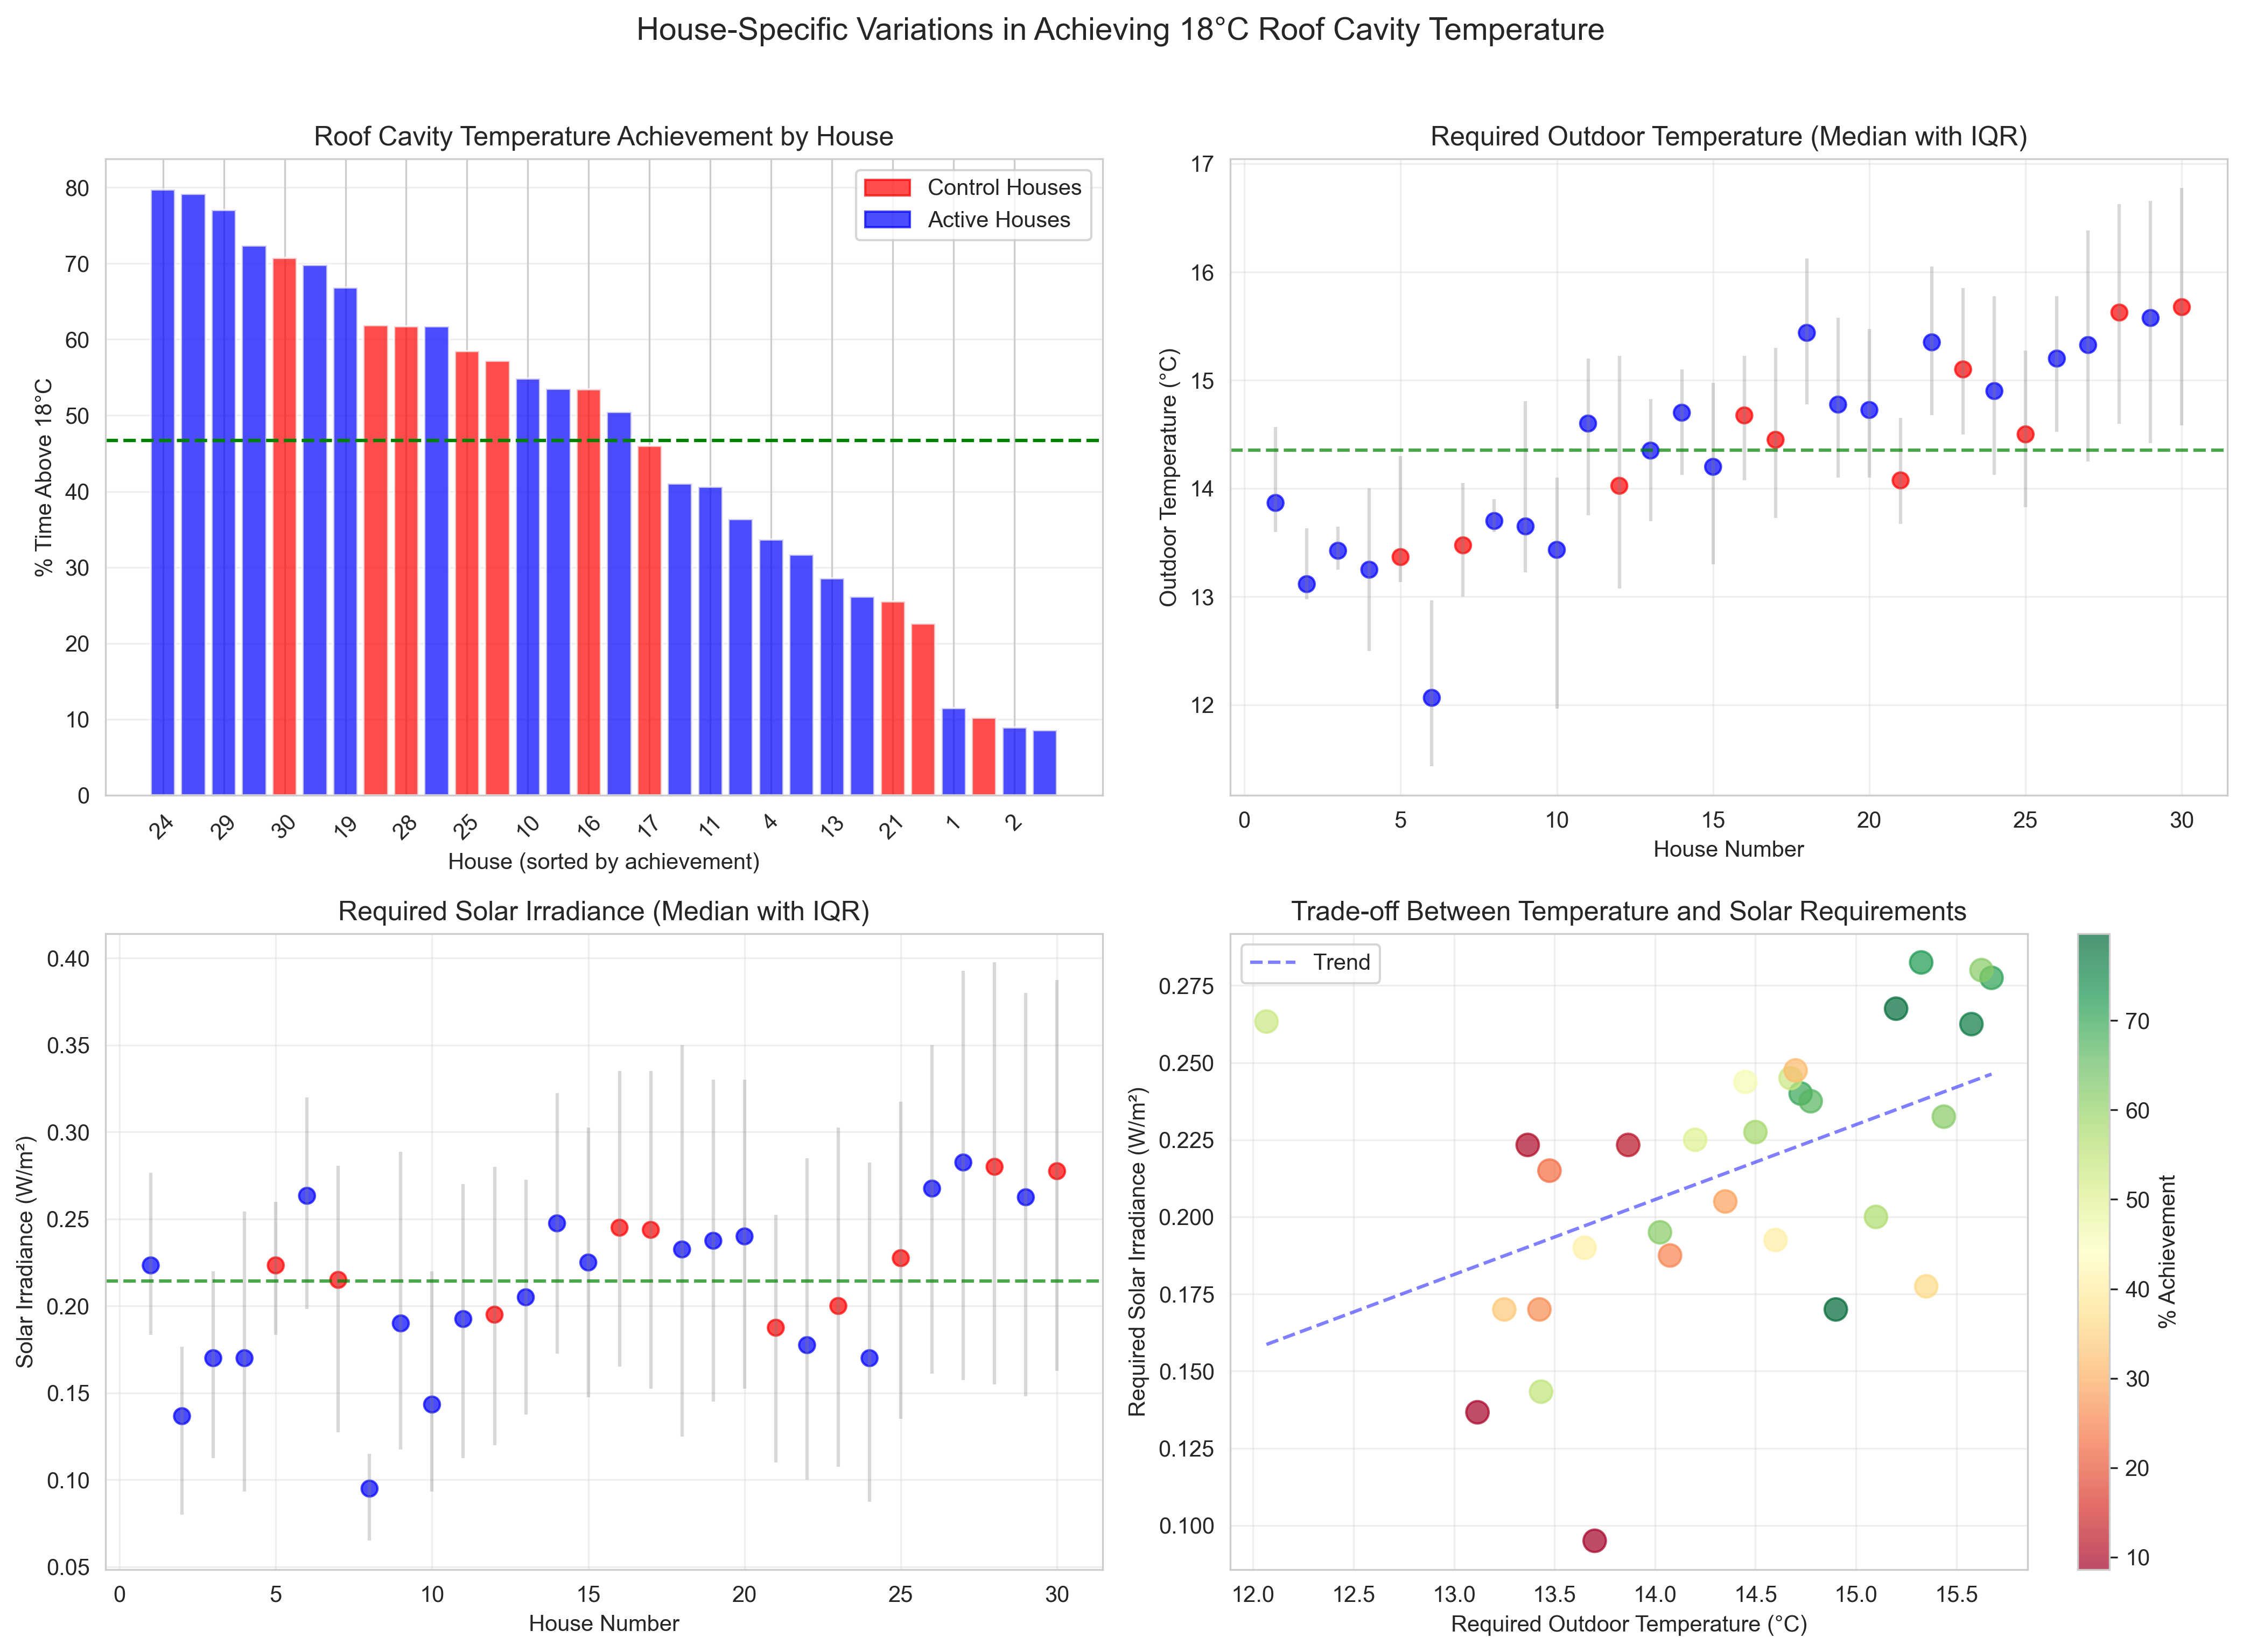 House-Specific Variations in Achieving 18°C Roof Cavity Temperature
Roof Cavity Temperature Achievement by House
Control Houses
Active Houses
% Time Above 18°C
80
70
60
50
40
30
20
10
0
24 29 30 19 28 25 10 16 17 11 4 13 21 1 2
House (sorted by achievement)
Required Outdoor Temperature (Median with IQR)
Outdoor Temperature (°C)
17
16
15
14
13
12
0 5 10 15 20 25 30
House Number
Required Solar Irradiance (Median with IQR)
Solar Irradiance (W/m²)
0.40
0.35
0.30
0.25
0.20
0.15
0.10
0.05
0 5 10 15 20 25 30
House Number
Trade-off Between Temperature and Solar Requirements
Trend
Required Solar Irradiance (W/m²)
0.275
0.250
0.225
0.200
0.175
0.150
0.125
0.100
12.0 12.5 13.0 13.5 14.0 14.5 15.0 15.5
Required Outdoor Temperature (°C)
70
60
50
40
30
20
10
% Achievement